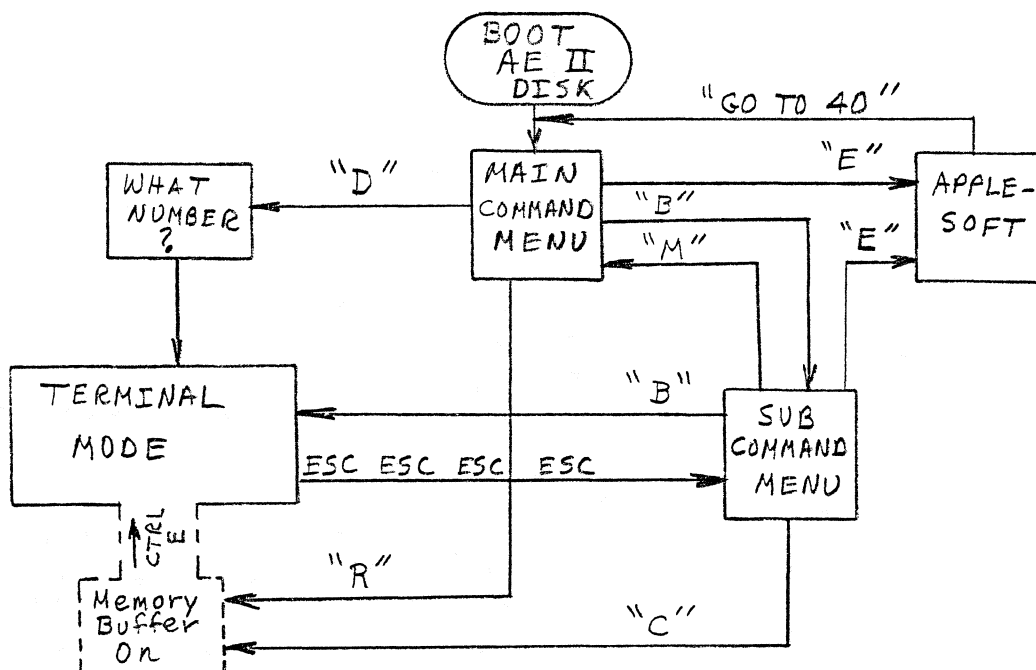 BOOT
AE II
DISK
"GO TO 40"
WHAT
NUMBER
?
"D"
MAIN
COMMAND
MENU
"E"
"B"
"M"
APPLE-
SOFT
"E"
TERMINAL
MODE
"B"
ESC ESC ESC ESC
SUB
COMMAND
MENU
CTRL
E
"R"
"C"
Memory
Buffer
On